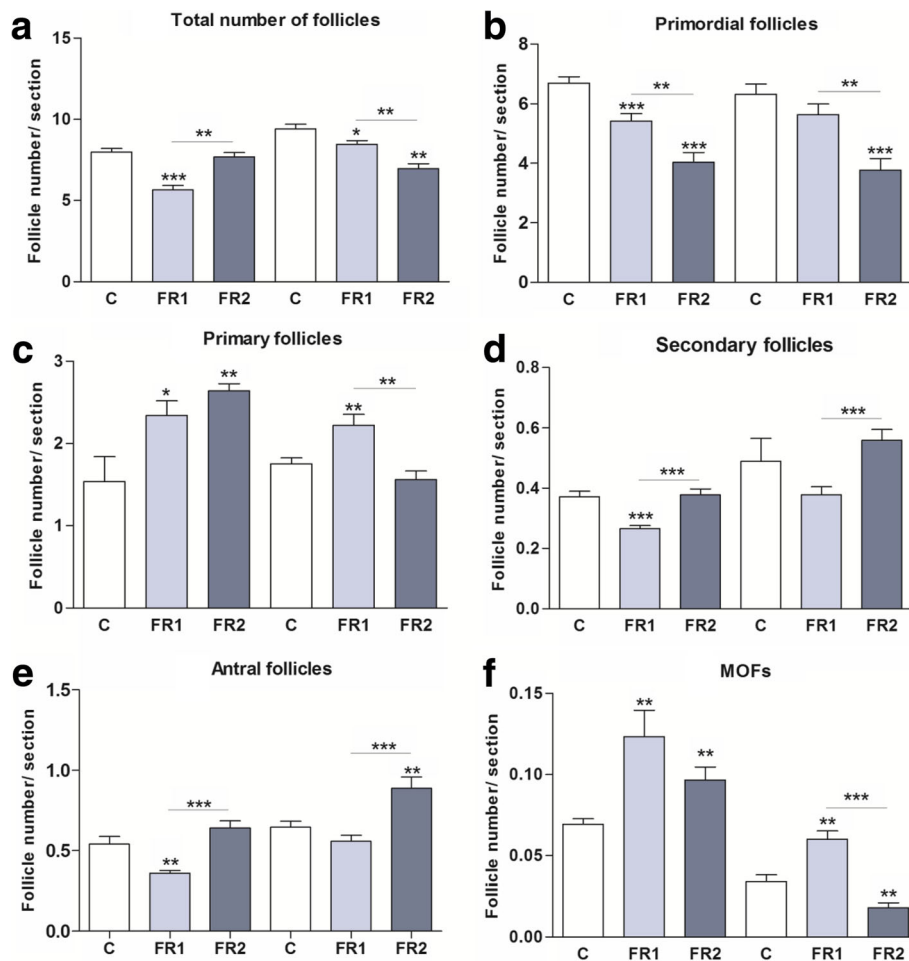 a
Total number of follicles
Follicle number/ section
15
10
5
0
***
**
*
**
**
C FR1 FR2 C FR1 FR2
b
Primordial follicles
Follicle number/ section
8
6
4
2
0
***
**
***
**
***
C FR1 FR2 C FR1 FR2
c
Primary follicles
Follicle number/ section
3
2
1
0
*
**
**
**
C FR1 FR2 C FR1 FR2
d
Secondary follicles
Follicle number/ section
0.8
0.6
0.4
0.2
0.0
***
***
***
C FR1 FR2 C FR1 FR2
e
Antral follicles
Follicle number/ section
1.5
1.0
0.5
0.0
**
***
***
**
C FR1 FR2 C FR1 FR2
f
MOFs
Follicle number/ section
0.15
0.10
0.05
0.00
**
**
**
***
**
C FR1 FR2 C FR1 FR2